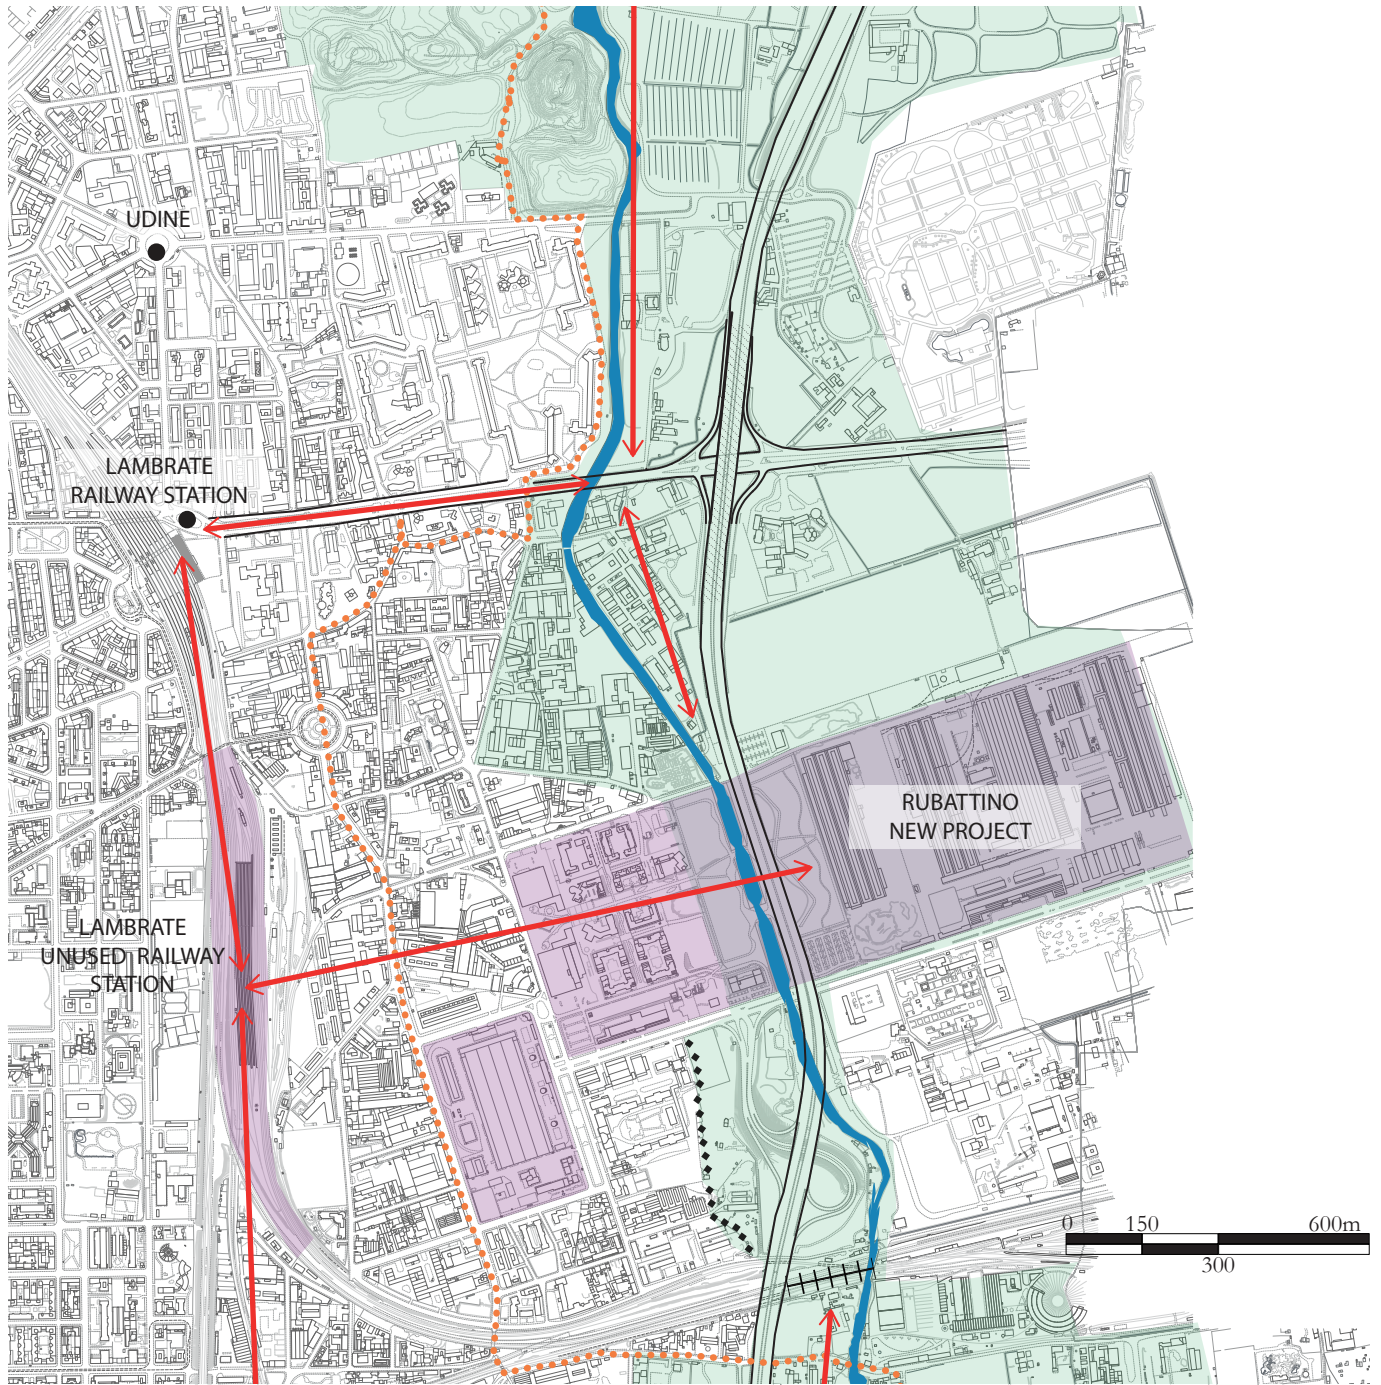 UDINE
LAMBRATE
RAILWAY STATION
RUBATTINO
NEW PROJECT
LAMBRATE
UNUSED RAILWAY
STATION
0 150 600m
300